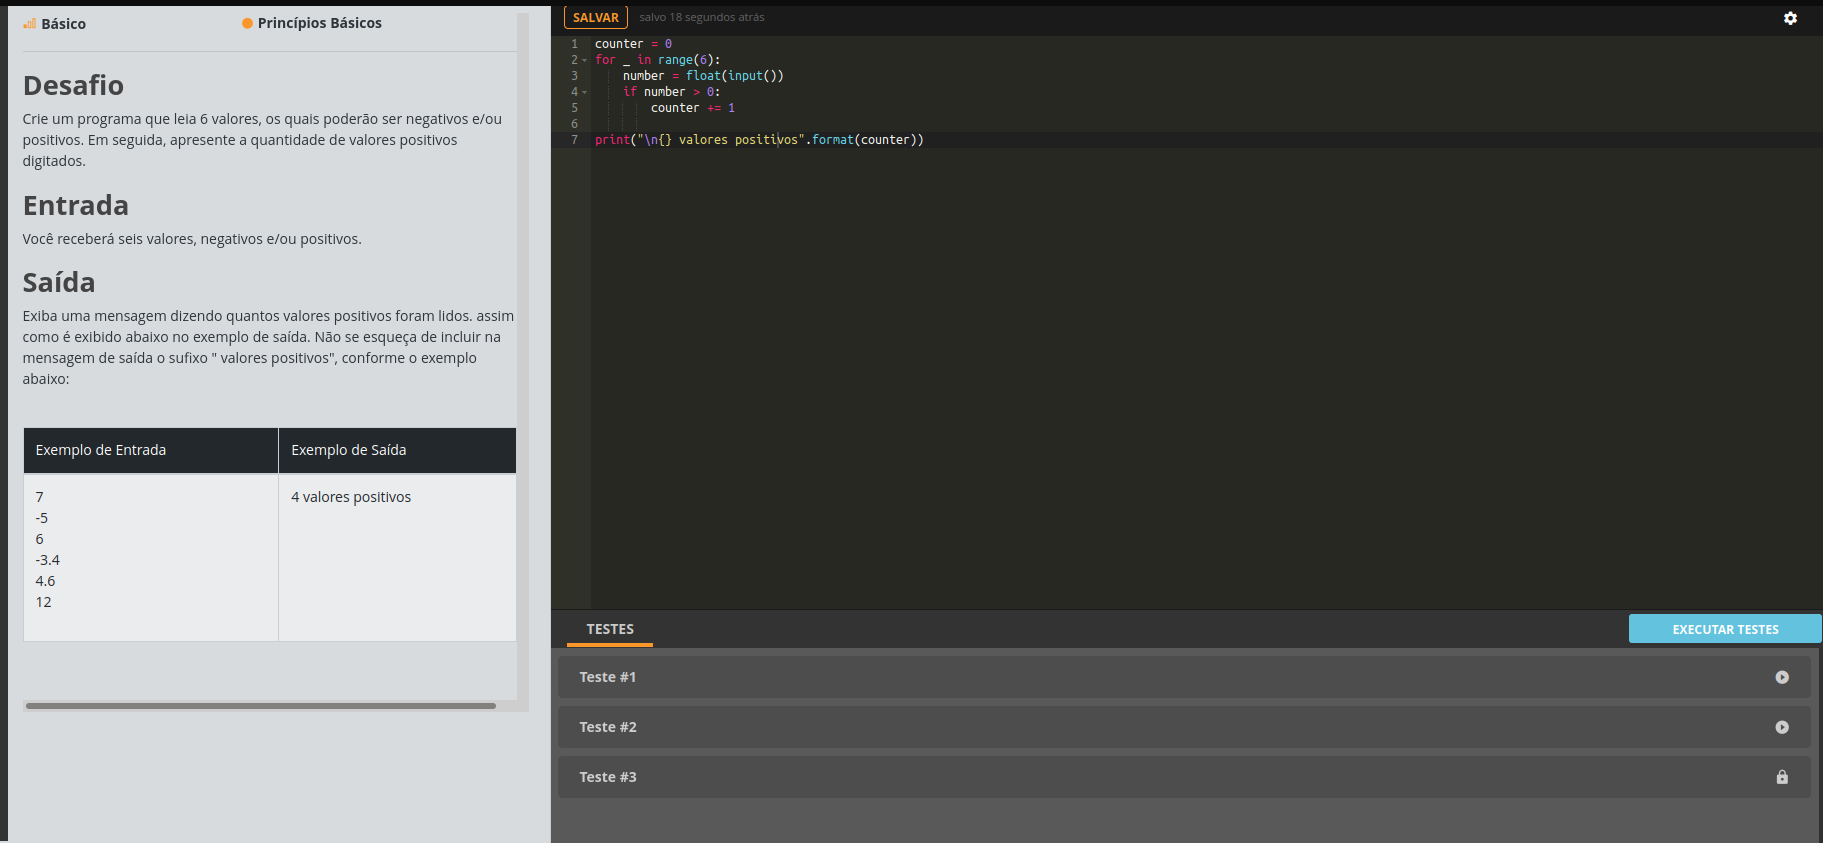 Básico
Princípios Básicos
Desafio
Crie um programa que leia 6 valores, os quais poderão ser negativos e/ou
positivos. Em seguida, apresente a quantidade de valores positivos
digitados.
Entrada
Você receberá seis valores, negativos e/ou positivos.
Saída
Exiba uma mensagem dizendo quantos valores positivos foram lidos. assim
como é exibido abaixo no exemplo de saída. Não se esqueça de incluir na
mensagem de saída o sufixo " valores positivos", conforme o exemplo
abaixo:
Exemplo de Entrada
Exemplo de Saída
7
-5
6
-3.4
4.6
12
4 valores positivos
SALVAR
salvo 18 segundos atrás
1 counter = 0
2 for _ in range(6):
3     number = float(input())
4     if number > 0:
5         counter += 1
6
7 print("\n{} valores positivos".format(counter))
TESTES
EXECUTAR TESTES
Teste #1
Teste #2
Teste #3